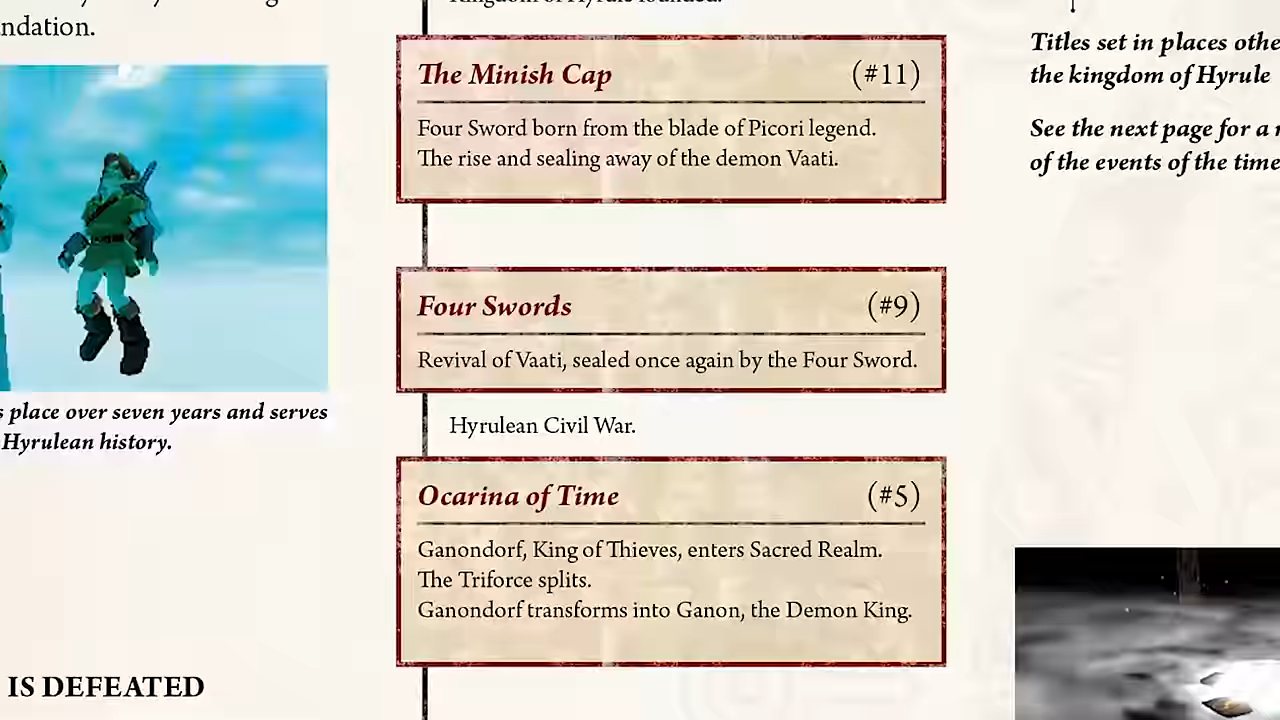 ndation.
Kingdom of Hyrule founded.
The Minish Cap (#11)
Four Sword born from the blade of Picori legend.
The rise and sealing away of the demon Vaati.
Four Swords (#9)
Revival of Vaati, sealed once again by the Four Sword.
Hyrulean Civil War.
Ocarina of Time (#5)
Ganondorf, King of Thieves, enters Sacred Realm.
The Triforce splits.
Ganondorf transforms into Ganon, the Demon King.
s place over seven years and serves
Hyrulean history.
IS DEFEATED
Titles set in places othe
the kingdom of Hyrule
See the next page for a
of the events of the time